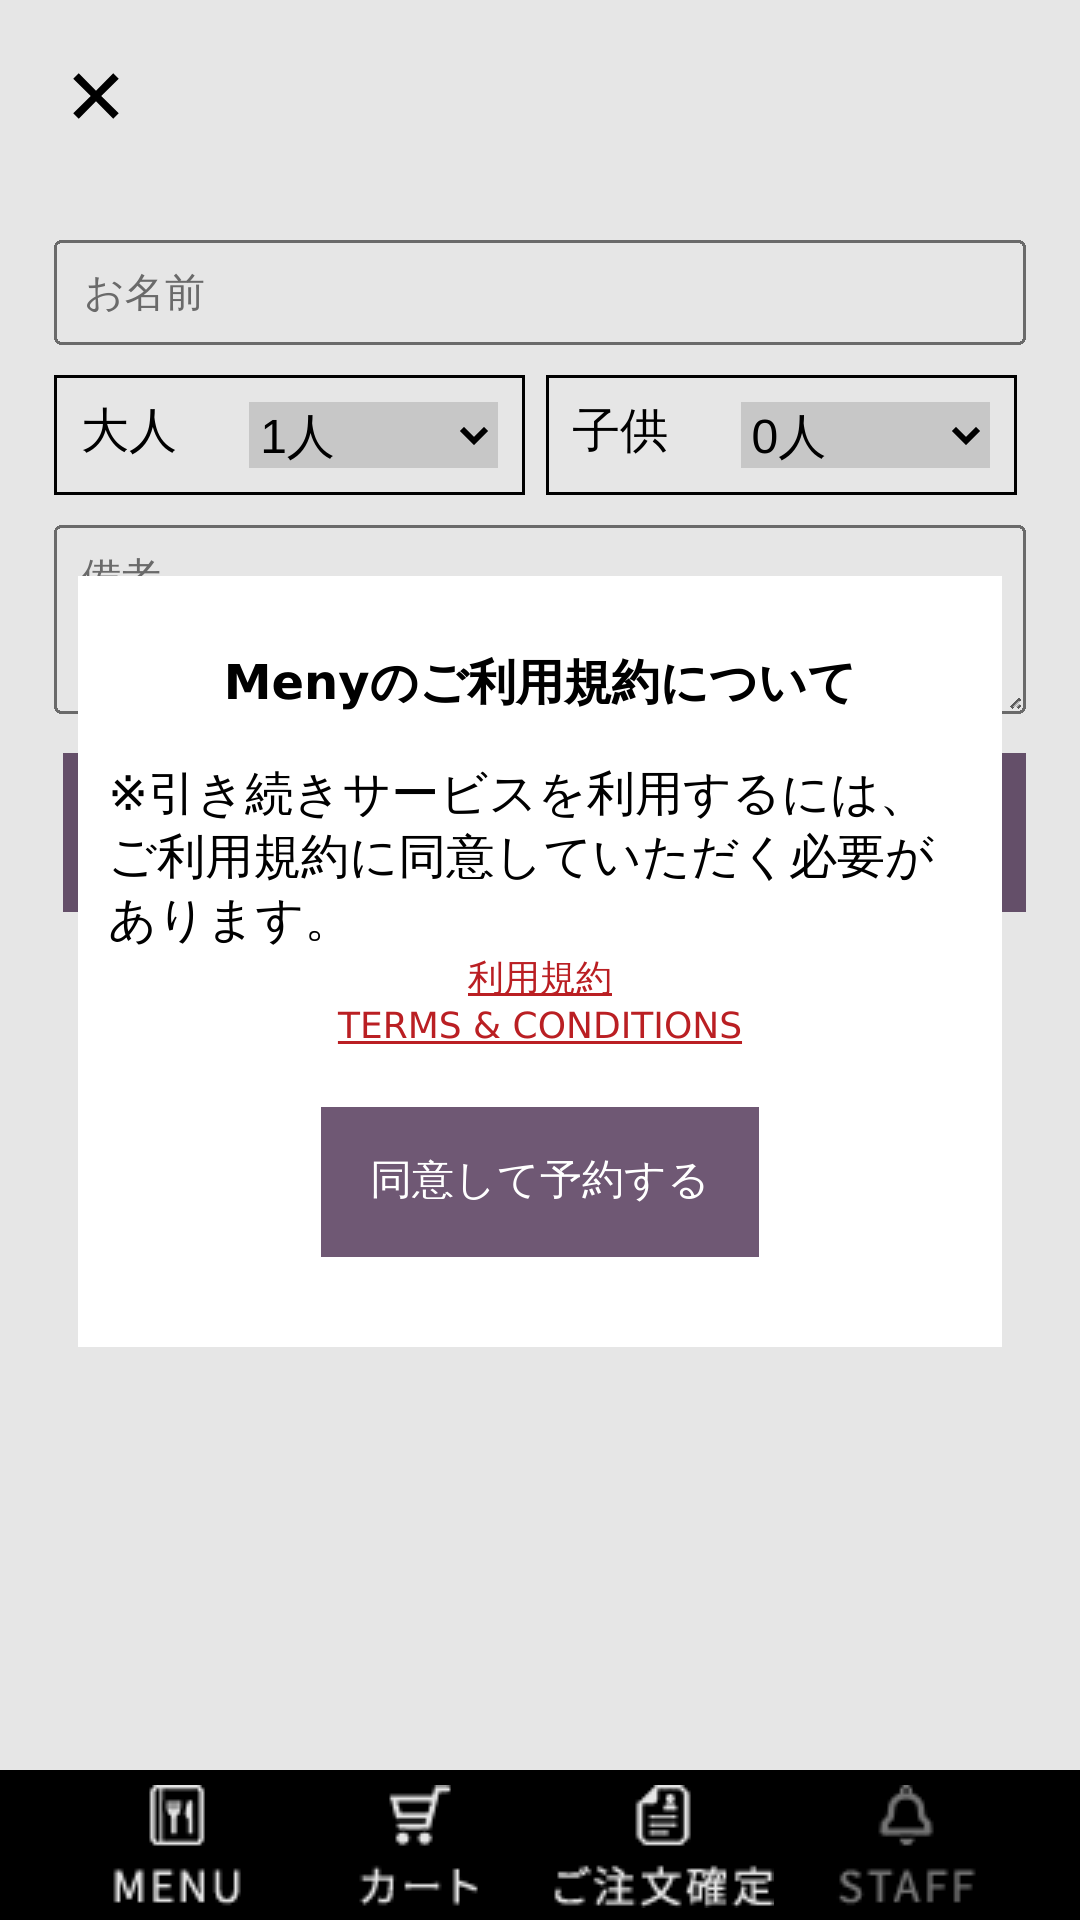 お名前
大人 1人 子供 0人
備考
Menyのご利用規約について
※引き続きサービスを利用するには、
ご利用規約に同意していただく必要が
あります。
利用規約
TERMS & CONDITIONS
同意して予約する
MENU カート ご注文確定 STAFF